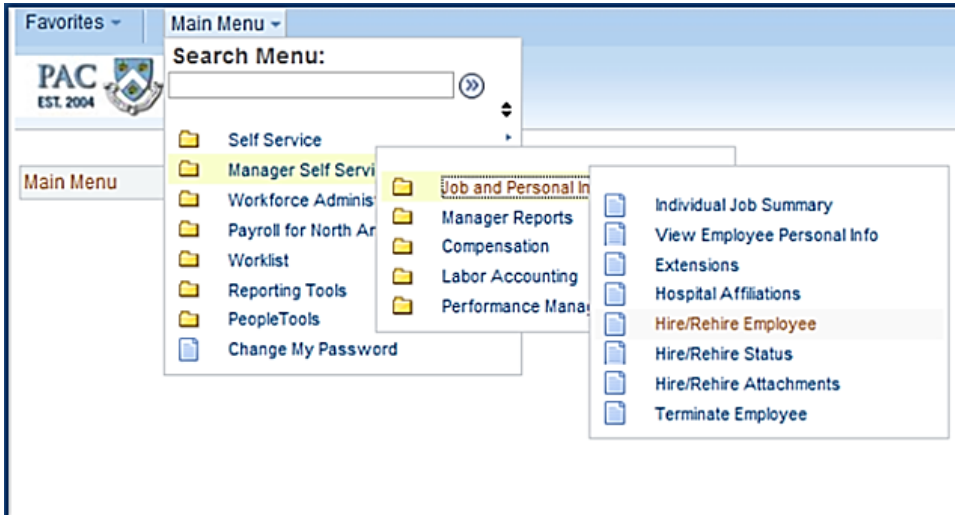 Favorites
Main Menu
Search Menu:
PAC
EST. 2004
Self Service
Manager Self Servi
Workforce Adminis
Payroll for North Am
Worklist
Reporting Tools
PeopleTools
Change My Password
Main Menu
Job and Personal In
Manager Reports
Compensation
Labor Accounting
Performance Manag
Individual Job Summary
View Employee Personal Info
Extensions
Hospital Affiliations
Hire/Rehire Employee
Hire/Rehire Status
Hire/Rehire Attachments
Terminate Employee